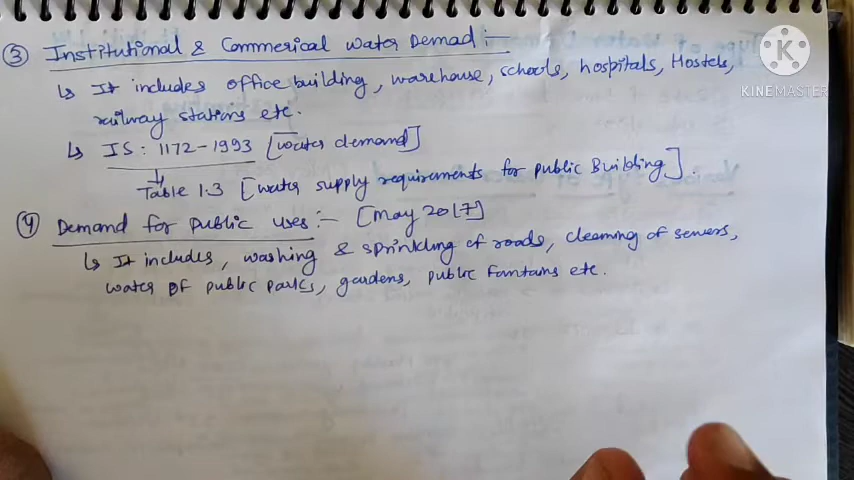 ③ Institutional & Commerical Water Demad :-
↳ It includes office building, warehouse, schools, hospitals, Hostels,
railway stations etc.
↳ IS: 1172-1993 [water demand]
Table 1.3 [water supply requirements for public Building].
④ Demand for public uses :- [May 2017]
↳ It includes, washing & sprinkling of roads, cleaning of sewers,
water of public parks, gardens, public fantains etc.
KINEMASTER